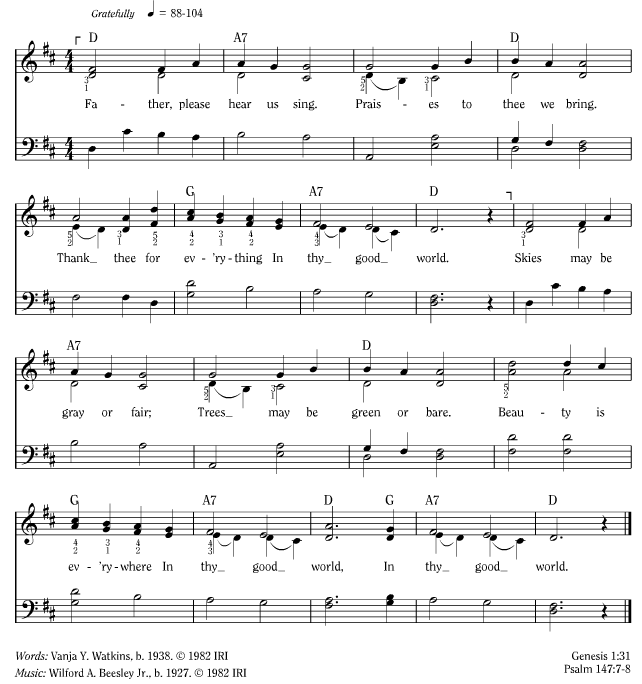 Gratefully ♩ = 88-104
D A7 D
Fa - ther, please hear us sing. Prais - es to thee we bring.
G A7 D
Thank_ thee for ev - 'ry - thing In thy_ good_ world. Skies may be
A7 D
gray or fair; Trees_ may be green or bare. Beau - ty is
G A7 D G A7 D
ev - 'ry - where In thy_ good_ world, In thy_ good_ world.
Words: Vanja Y. Watkins, b. 1938. © 1982 IRI
Music: Wilford A. Beesley Jr., b. 1927. © 1982 IRI
Genesis 1:31
Psalm 147:7-8